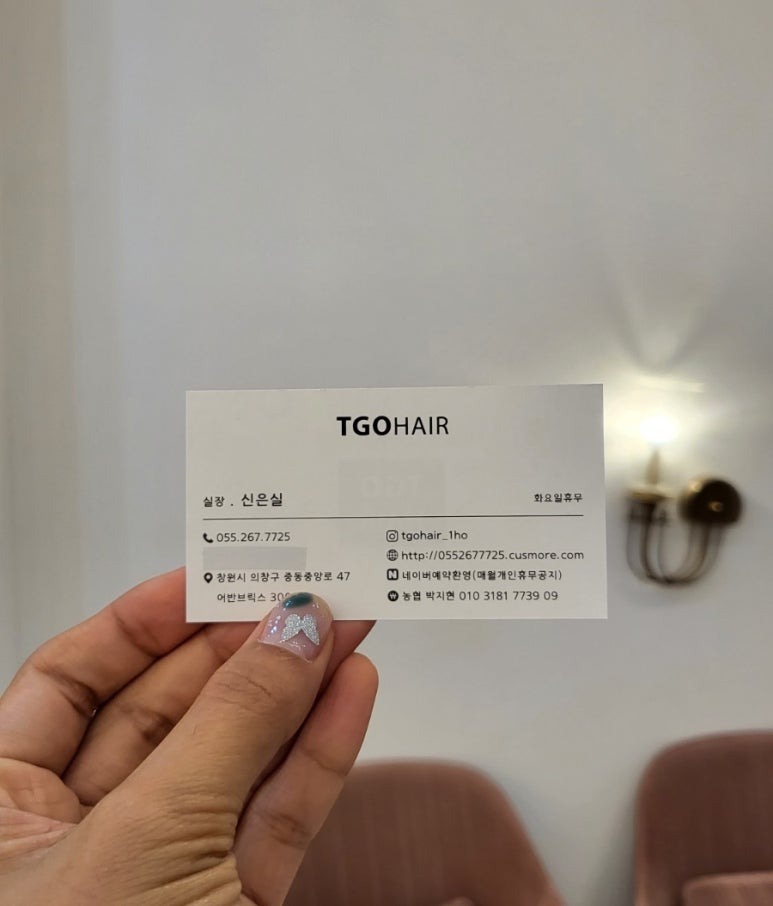 TGOHAIR
실장 . 신은실
화요일휴무
055.267.7725
창원시 의창구 중동중앙로 47
어반브릭스
tgohair_1ho
http://0552677725.cusmore.com
네이버예약환영(매월개인휴무공지)
농협 박지현 010 3181 7739 09